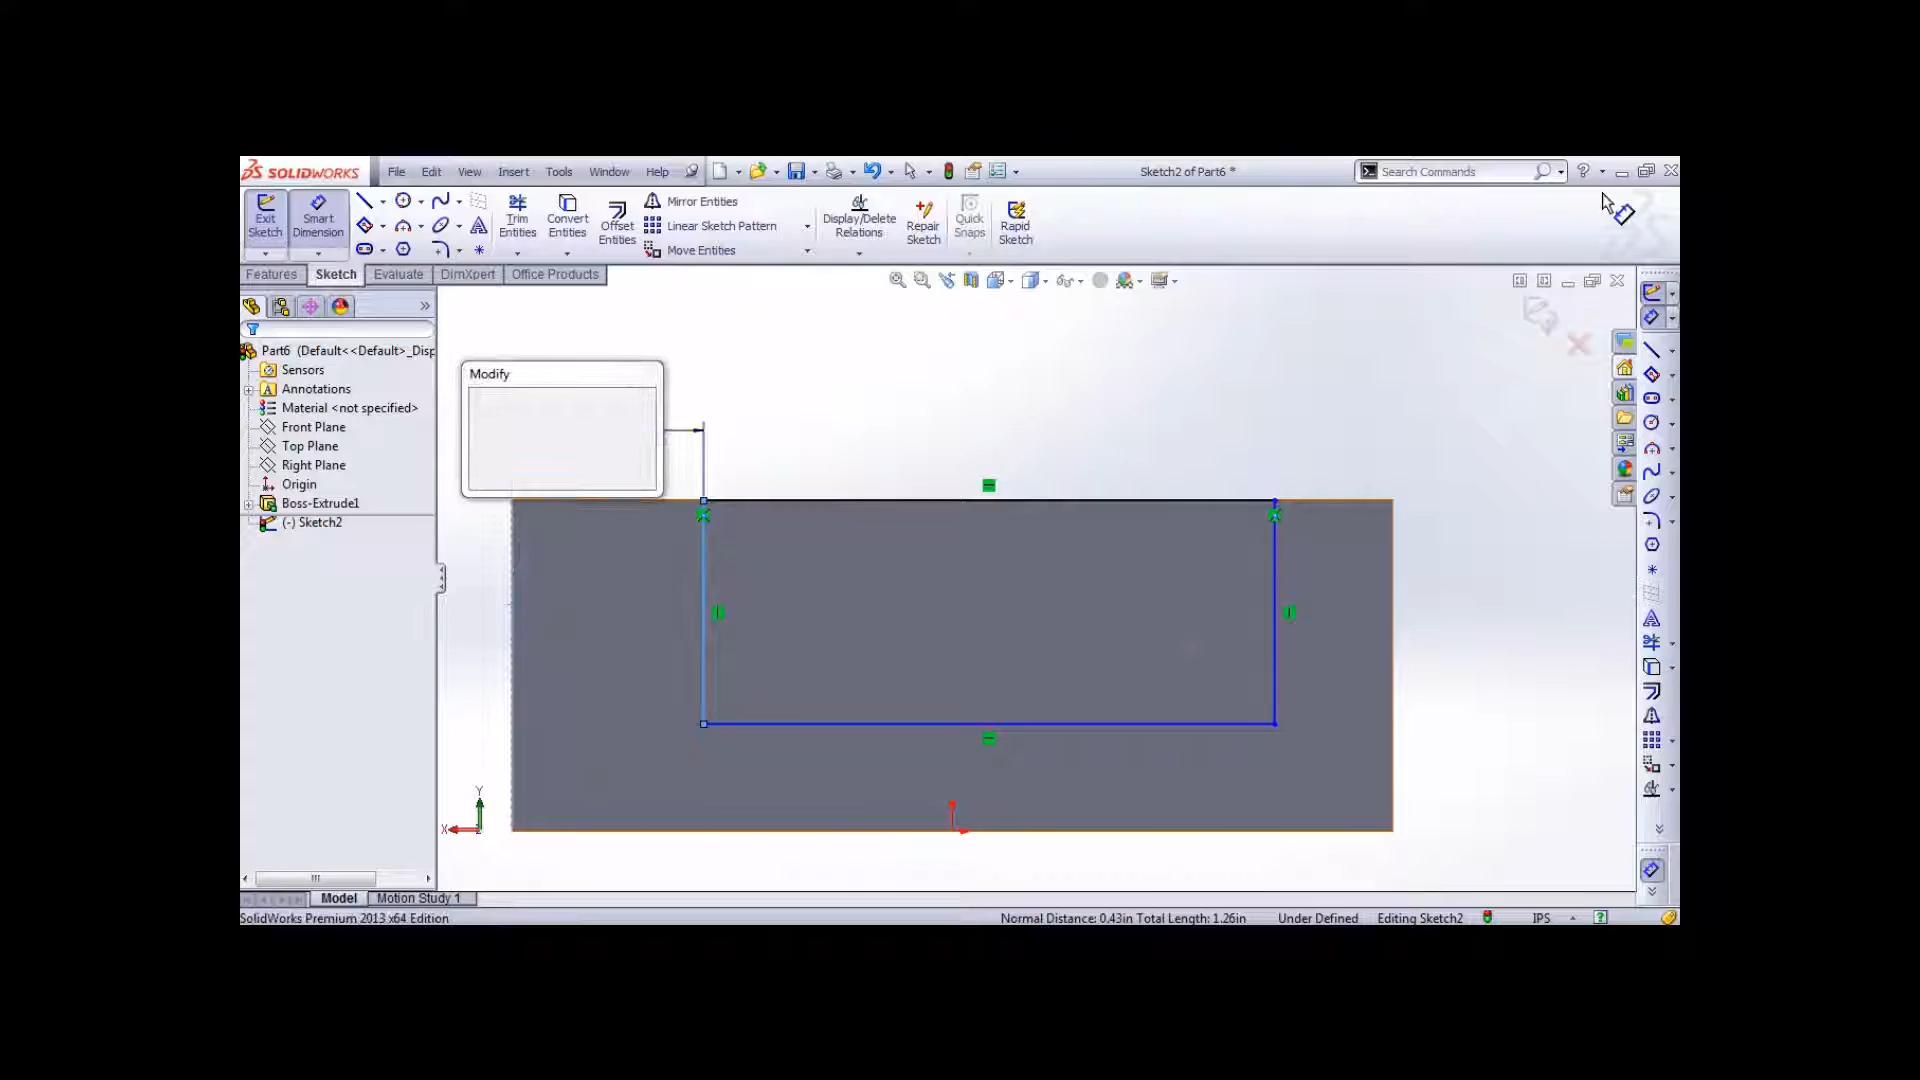 SOLIDWORKS File Edit View Insert Tools Window Help Sketch2 of Part6 * Search Commands
Exit Sketch
Smart Dimension
Trim Entities
Convert Entities
Offset Entities
Mirror Entities
Linear Sketch Pattern
Move Entities
Display/Delete Relations
Repair Sketch
Quick Snaps
Rapid Sketch
Features Sketch Evaluate DimXpert Office Products
Part6 (Default<<Default>_Disp
Sensors
Annotations
Material <not specified>
Front Plane
Top Plane
Right Plane
Origin
Boss-Extrude1
(-) Sketch2
Modify
Y
X
Z
Model Motion Study 1
SolidWorks Premium 2013 x64 Edition Normal Distance: 0.43in Total Length: 1.26in Under Defined Editing Sketch2 IPS